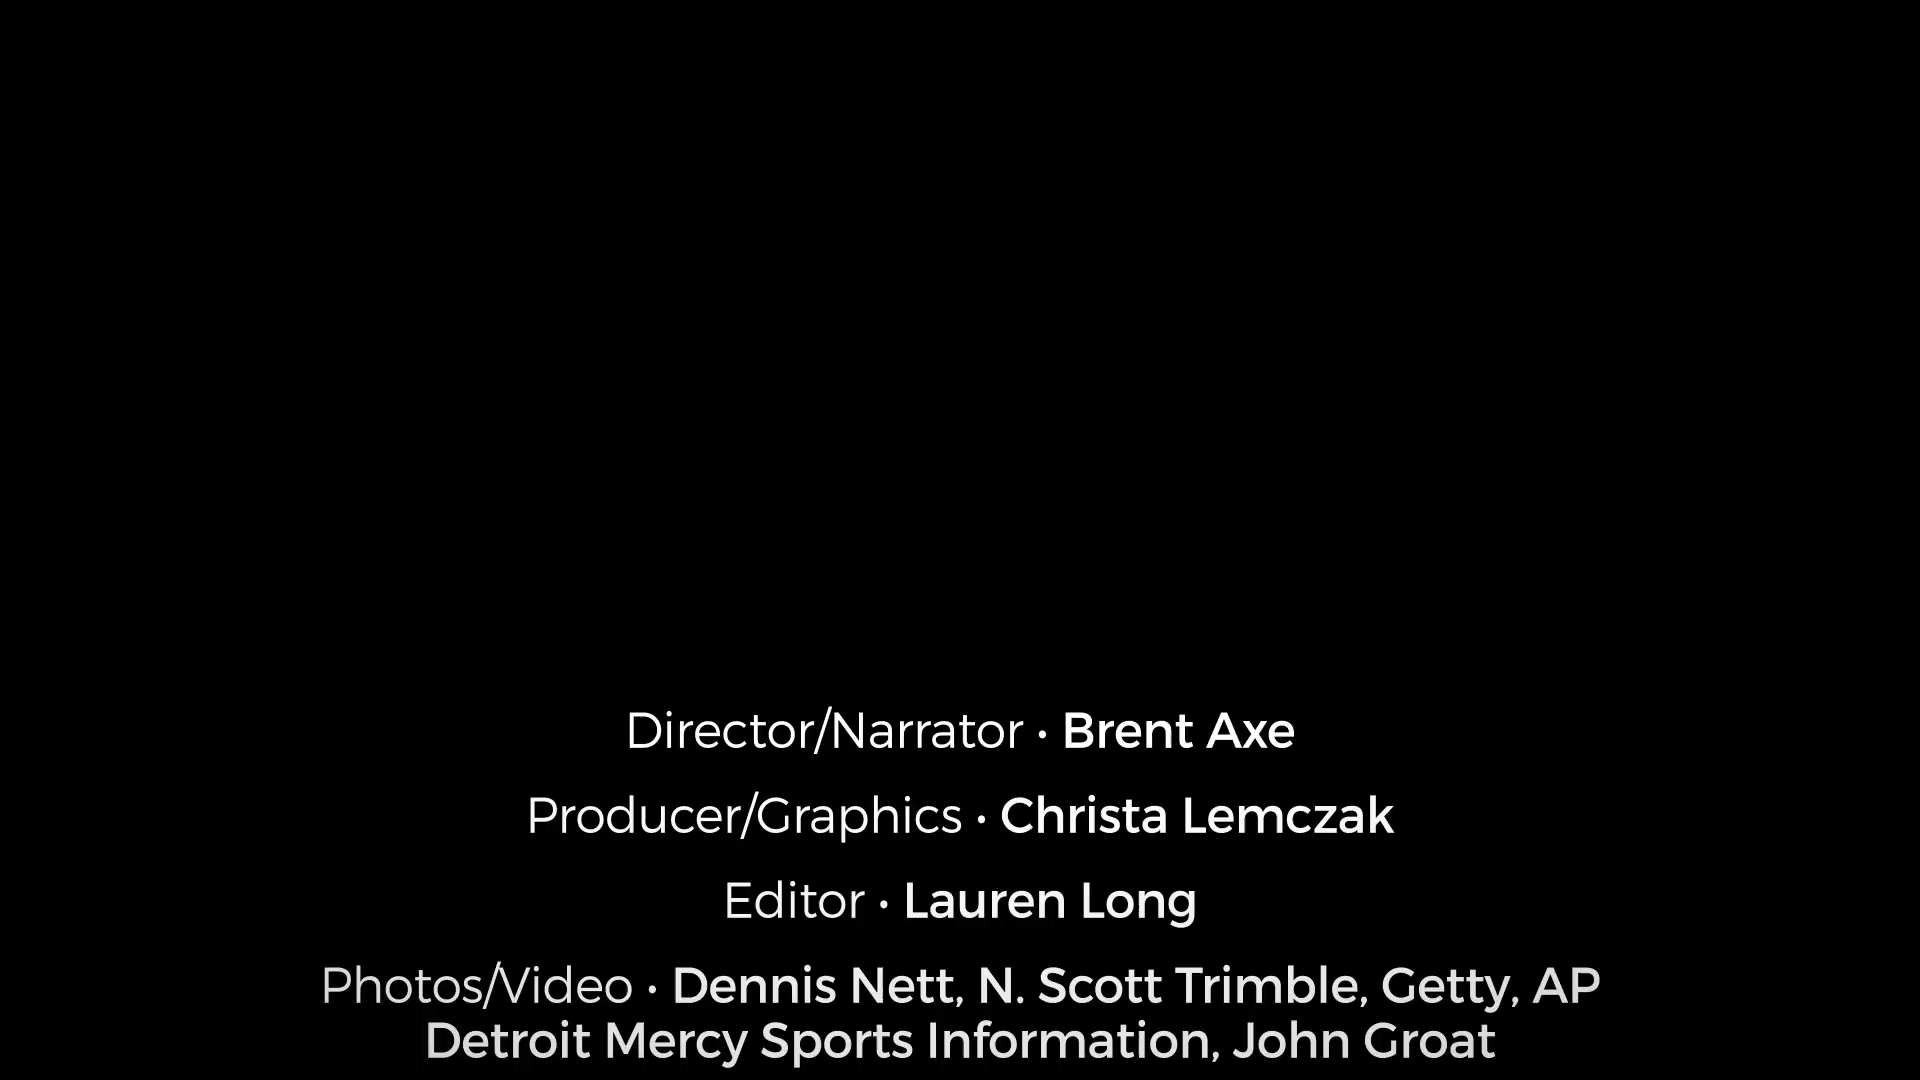 Director/Narrator • Brent Axe
Producer/Graphics • Christa Lemczak
Editor • Lauren Long
Photos/Video • Dennis Nett, N. Scott Trimble, Getty, AP
Detroit Mercy Sports Information, John Groat